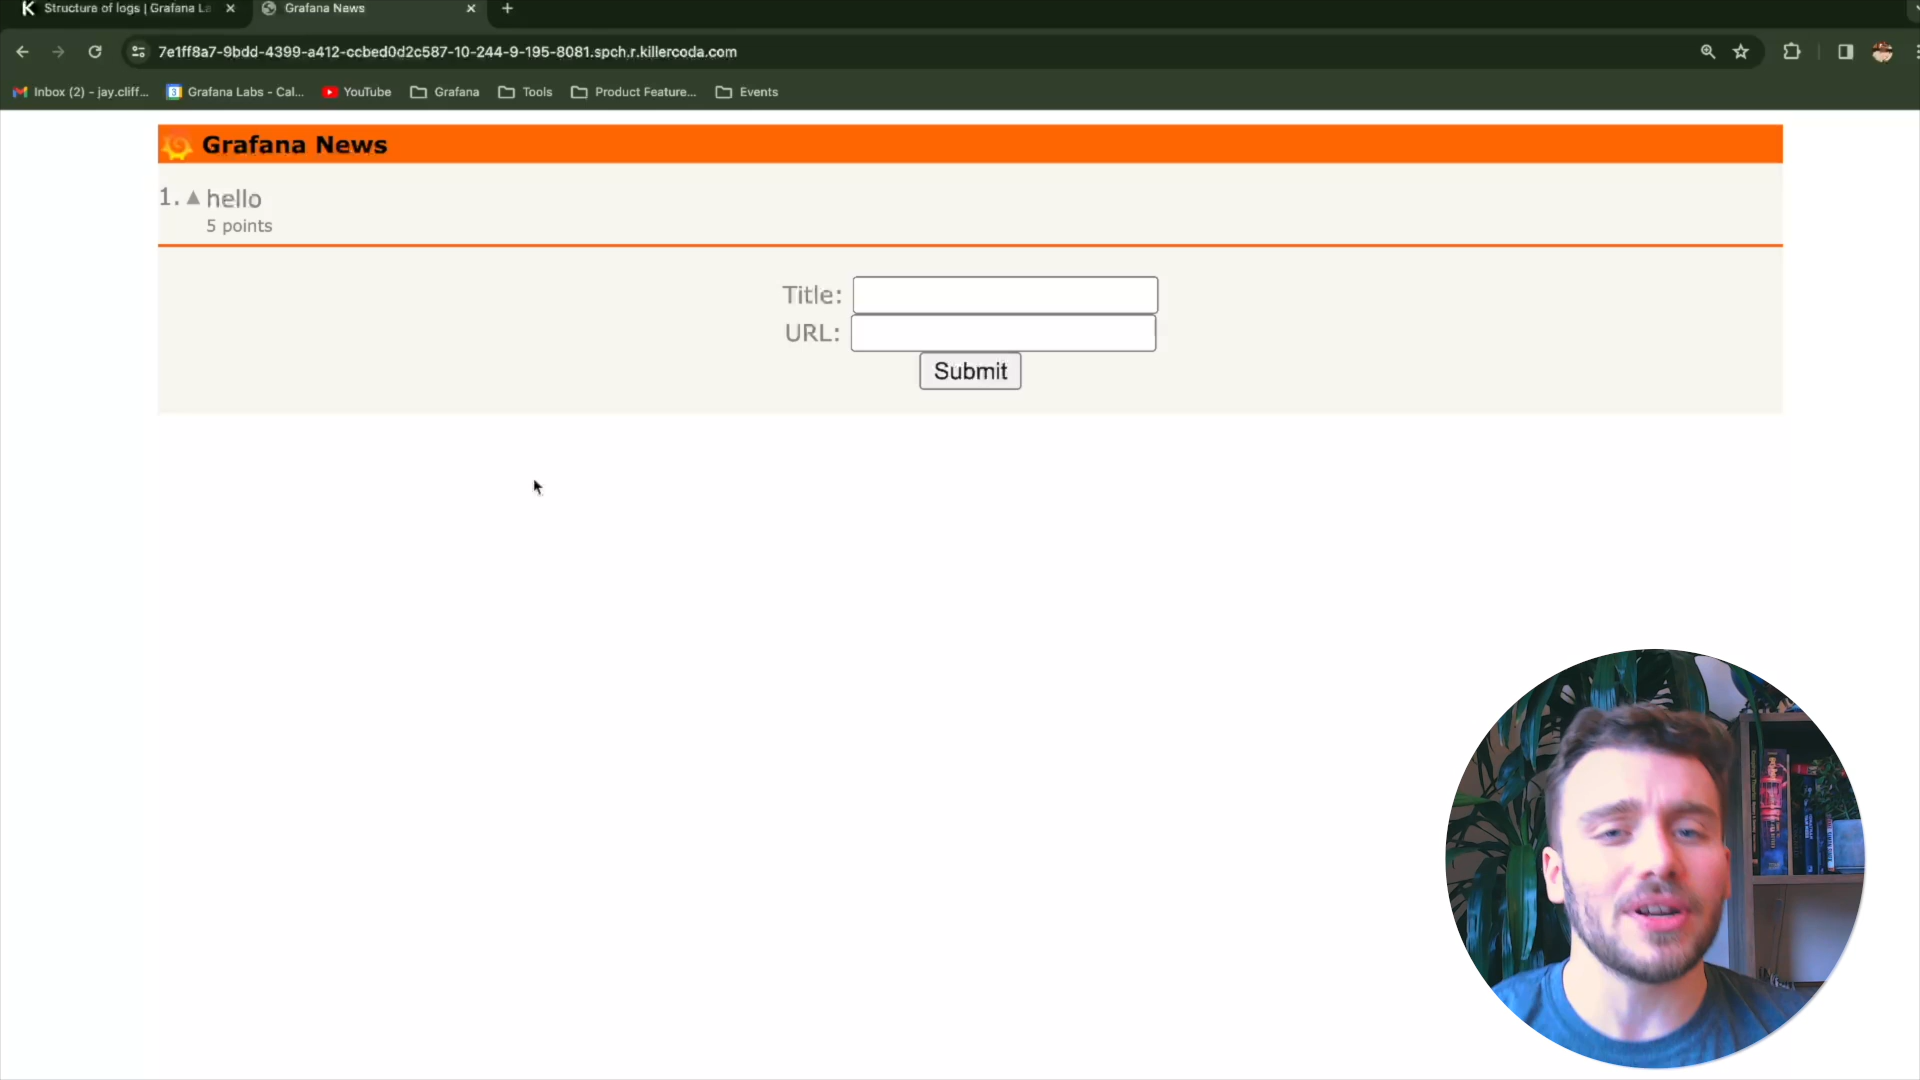 Structure of logs | Grafana La
Grafana News
7e1ff8a7-9bdd-4399-a412-ccbed0d2c587-10-244-9-195-8081.spch.r.killercoda.com
Inbox (2) - jay.cliff...
Grafana Labs - Cal...
YouTube
Grafana
Tools
Product Feature...
Events
Grafana News
1. ▲ hello
5 points
Title:
URL:
Submit